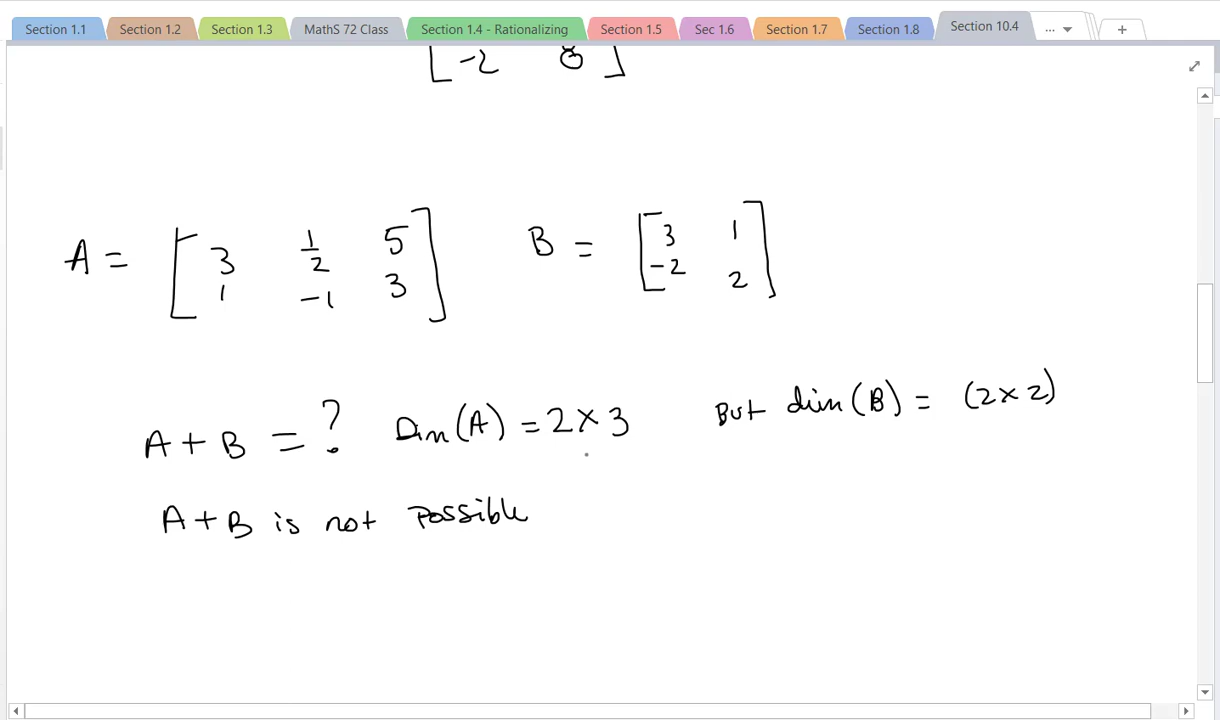 Section 1.1 Section 1.2 Section 1.3 MathS 72 Class Section 1.4 - Rationalizing Section 1.5 Sec 1.6 Section 1.7 Section 1.8 Section 10.4 ... +
[-2 8]
A = [3 1/2 5 B = [3 1
1 -1 3] -2 2]
A + B = ? Dim(A) = 2 × 3 But dim(B) = (2 × 2)
A + B is not Possible